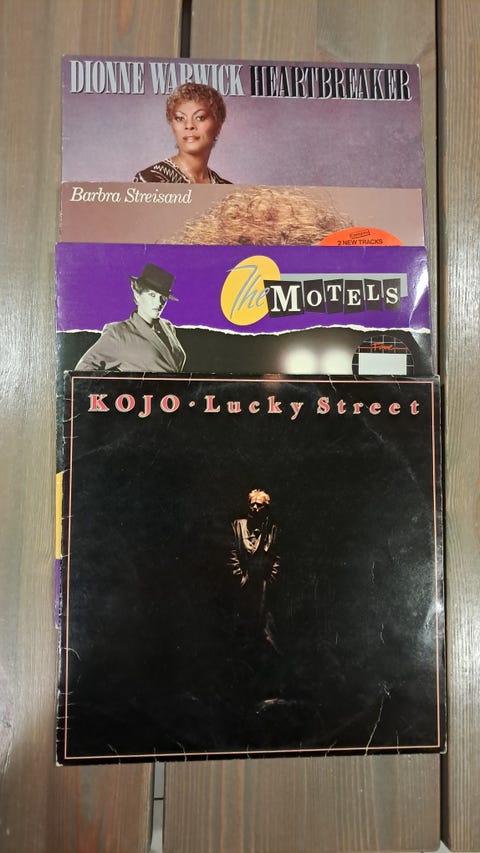 DIONNE WARWICK HEARTBREAKER
Barbra Streisand
2 NEW TRACKS
The MOTELS
KOJO · Lucky Street